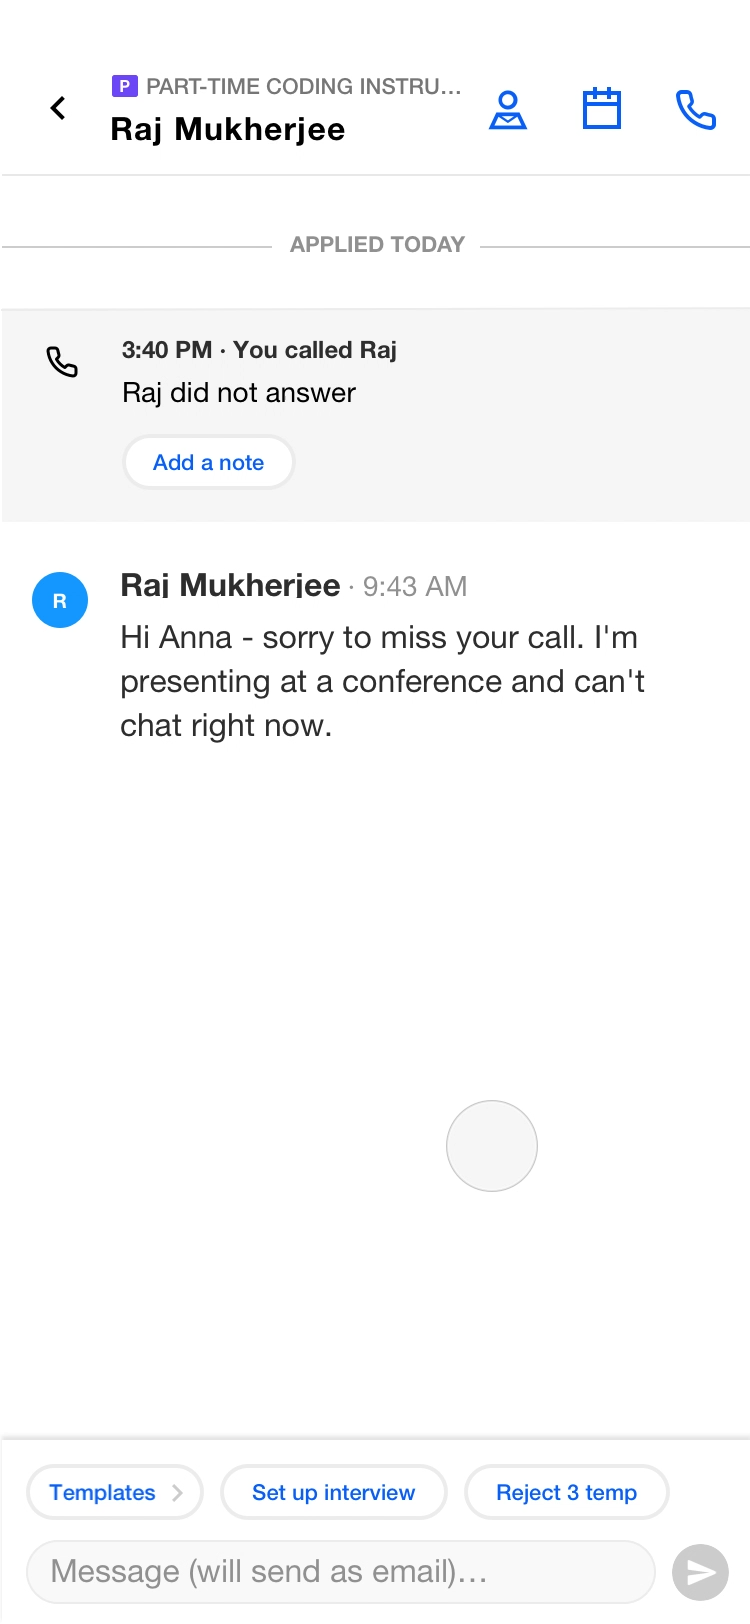 P PART-TIME CODING INSTRU...
Raj Mukherjee
APPLIED TODAY
3:40 PM · You called Raj
Raj did not answer
Add a note
R
Raj Mukherjee · 9:43 AM
Hi Anna - sorry to miss your call. I'm
presenting at a conference and can't
chat right now.
Templates
Set up interview
Reject 3 temp
Message (will send as email)...